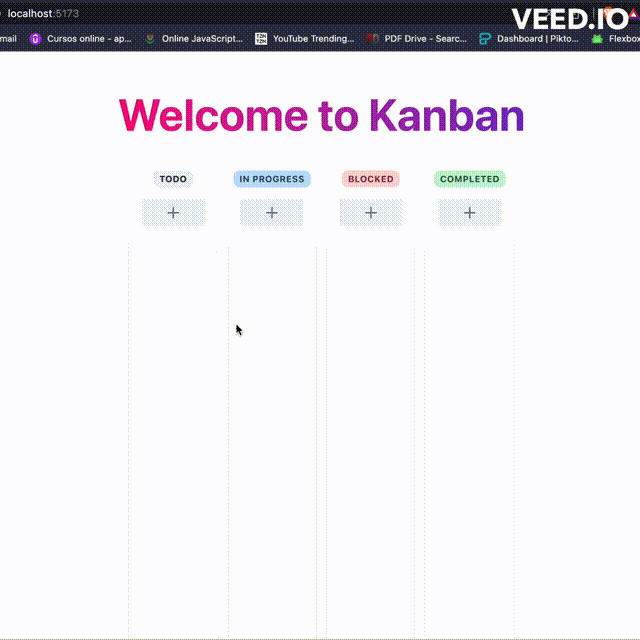 localhost:5173
VEED.IO
mail
Cursos online - ap...
Online JavaScript...
YouTube Trending...
PDF Drive - Searc...
Dashboard | Pikto...
Flexbox
Welcome to Kanban
TODO
IN PROGRESS
BLOCKED
COMPLETED
+
+
+
+